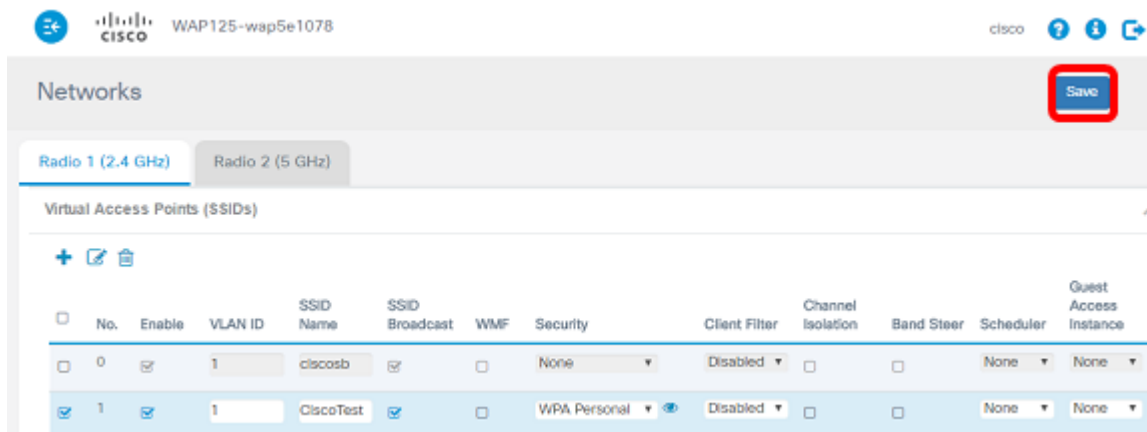 cisco WAP125-wap5e1078 cisco
Networks Save
Radio 1 (2.4 GHz) Radio 2 (5 GHz)
Virtual Access Points (SSIDs)
No. Enable VLAN ID SSID Name SSID Broadcast WMF Security Client Filter Channel Isolation Band Steer Scheduler Guest Access Instance
0 1 ciscosb None Disabled None None
1 1 CiscoTest WPA Personal Disabled None None